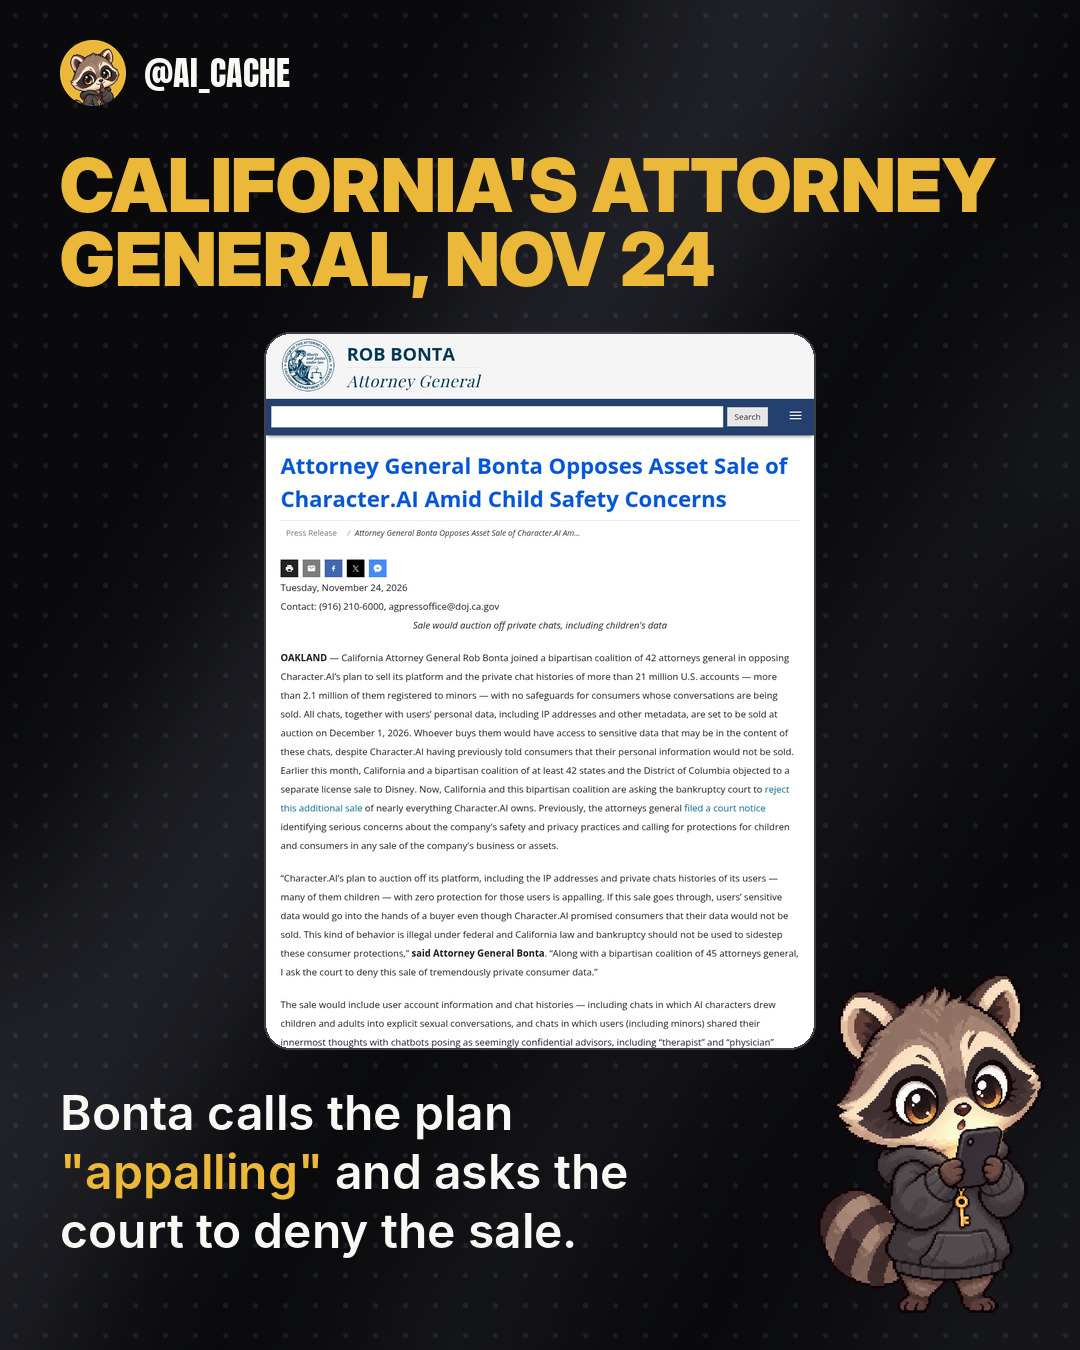 @AI_CACHE
CALIFORNIA'S ATTORNEY
GENERAL, NOV 24
ROB BONTA
Attorney General
Search
Attorney General Bonta Opposes Asset Sale of
Character.AI Amid Child Safety Concerns
Press Release / Attorney General Bonta Opposes Asset Sale of Character.AI Am...
Tuesday, November 24, 2026
Contact: (916) 210-6000, agpressoffice@doj.ca.gov
Sale would auction off private chats, including children's data
OAKLAND — California Attorney General Rob Bonta joined a bipartisan coalition of 42 attorneys general in opposing
Character.AI’s plan to sell its platform and the private chat histories of more than 21 million U.S. accounts — more
than 2.1 million of them registered to minors — with no safeguards for consumers whose conversations are being
sold. All chats, together with users’ personal data, including IP addresses and other metadata, are set to be sold at
auction on December 1, 2026. Whoever buys them would have access to sensitive data that may be in the content of
these chats, despite Character.AI having previously told consumers that their personal information would not be sold.
Earlier this month, California and a bipartisan coalition of at least 42 states and the District of Columbia objected to a
separate license sale to Disney. Now, California and this bipartisan coalition are asking the bankruptcy court to reject
this additional sale of nearly everything Character.AI owns. Previously, the attorneys general filed a court notice
identifying serious concerns about the company's safety and privacy practices and calling for protections for children
and consumers in any sale of the company's business or assets.
“Character.AI’s plan to auction off its platform, including the IP addresses and private chats histories of its users —
many of them children — with zero protection for those users is appalling. If this sale goes through, users’ sensitive
data would go into the hands of a buyer even though Character.AI promised consumers that their data would not be
sold. This kind of behavior is illegal under federal and California law and bankruptcy should not be used to sidestep
these consumer protections,” said Attorney General Bonta. “Along with a bipartisan coalition of 45 attorneys general,
I ask the court to deny this sale of tremendously private consumer data.”
The sale would include user account information and chat histories — including chats in which AI characters drew
children and adults into explicit sexual conversations, and chats in which users (including minors) shared their
innermost thoughts with chatbots posing as seemingly confidential advisors, including “therapist” and “physician”
Bonta calls the plan
"appalling" and asks the
court to deny the sale.